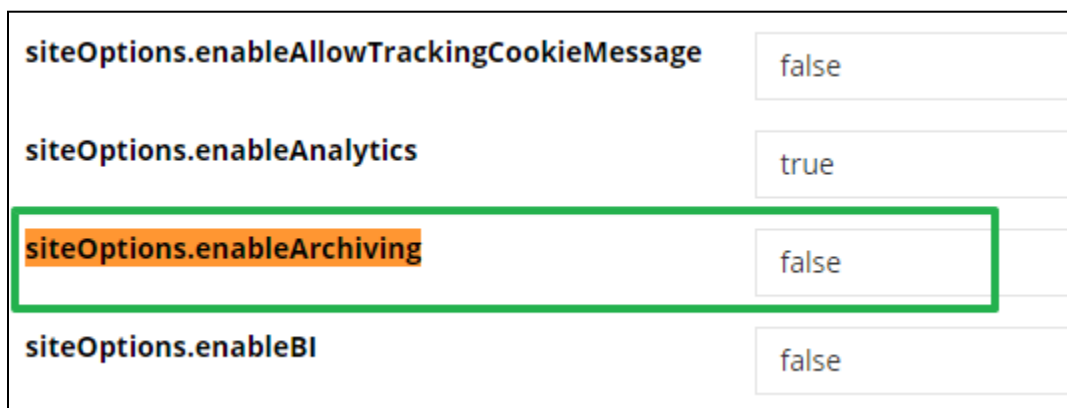 siteOptions.enableAllowTrackingCookieMessage false
siteOptions.enableAnalytics true
siteOptions.enableArchiving false
siteOptions.enableBI false